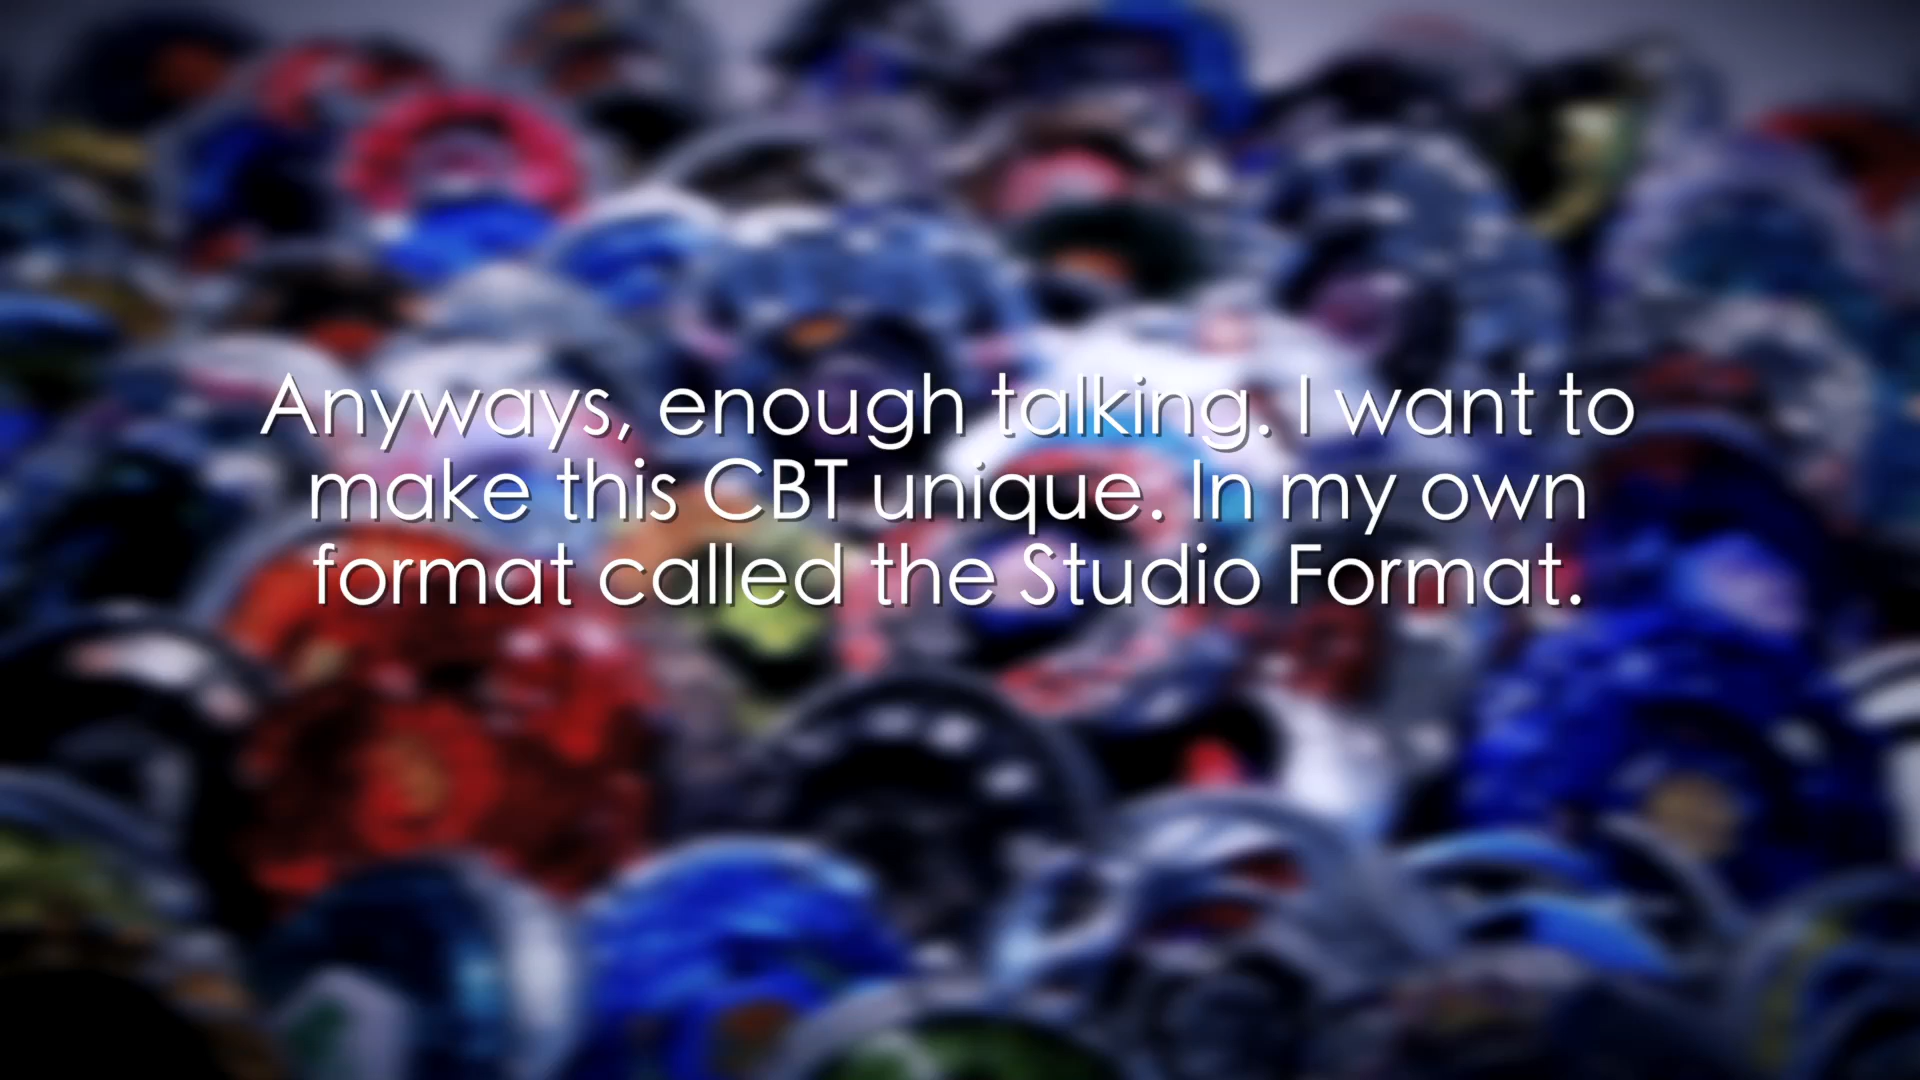 Anyways, enough talking. I want to
make this CBT unique. In my own
format called the Studio Format.